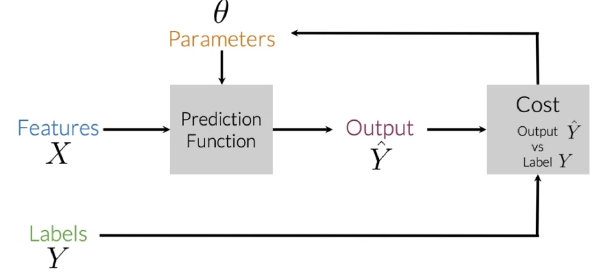 θ
Parameters
Features
X
Prediction
Function
Output
Ŷ
Cost
Output Ŷ
vs
Label Y
Labels
Y